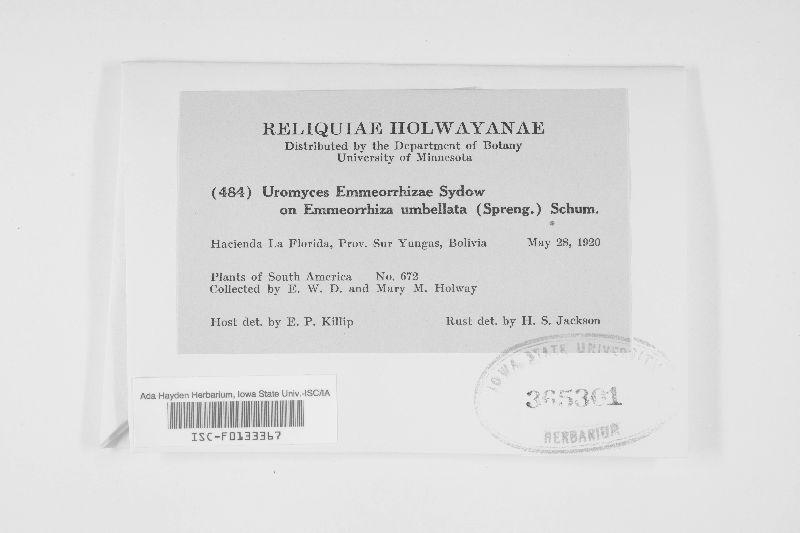 RELIQUIAE HOLWAYANAE
Distributed by the Department of Botany
University of Minnesota
(484) Uromyces Emmeorrhizae Sydow
on Emmeorrhiza umbellata (Spreng.) Schum.
Hacienda La Florida, Prov. Sur Yungas, Bolivia May 28, 1920
Plants of South America No. 672
Collected by E. W. D. and Mary M. Holway
Host det. by E. P. Killip Rust det. by H. S. Jackson
IOWA STATE UNIVERSITY
365301
HERBARIUM
Ada Hayden Herbarium, Iowa State Univ.-ISC/IA
ISC-F0133367